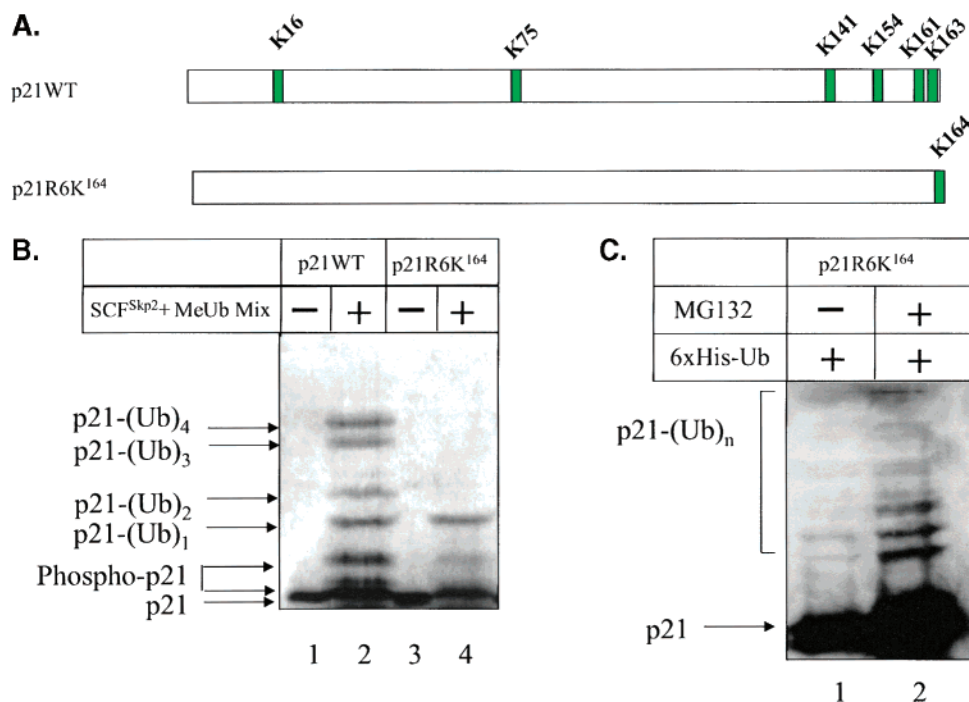 A.
K16
K75
K141
K154
K161
K163
p21WT
K164
p21R6K¹⁶⁴
B.
p21WT p21R6K¹⁶⁴
SCF^Skp2+ MeUb Mix − + − +
p21-(Ub)₄
p21-(Ub)₃
p21-(Ub)₂
p21-(Ub)₁
Phospho-p21
p21
1 2 3 4
C.
p21R6K¹⁶⁴
MG132 − +
6xHis-Ub + +
p21-(Ub)ₙ
p21
1 2